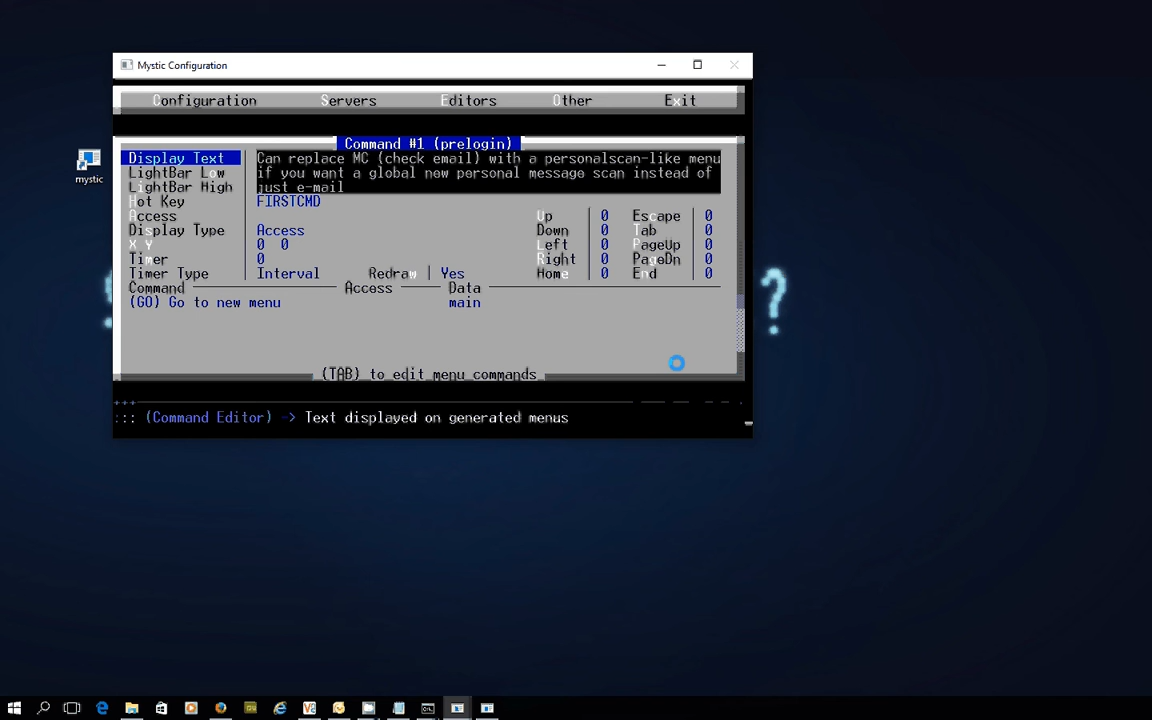 Mystic Configuration
Configuration Servers Editors Other Exit
Command #1 (prelogin)
Display Text Can replace MC (check email) with a personalscan-like menu
LightBar Low if you want a global new personal message scan instead of
LightBar High just e-mail
Hot Key FIRSTCMD
Access Up 0 Escape 0
Display Type Access Down 0 Tab 0
X Y 0 0 Left 0 PageUp 0
Timer 0 Right 0 PageDn 0
Timer Type Interval Redraw Yes Home 0 End 0
Command Access Data
(GO) Go to new menu main
(TAB) to edit menu commands
+++
::: (Command Editor) -> Text displayed on generated menus
mystic
?